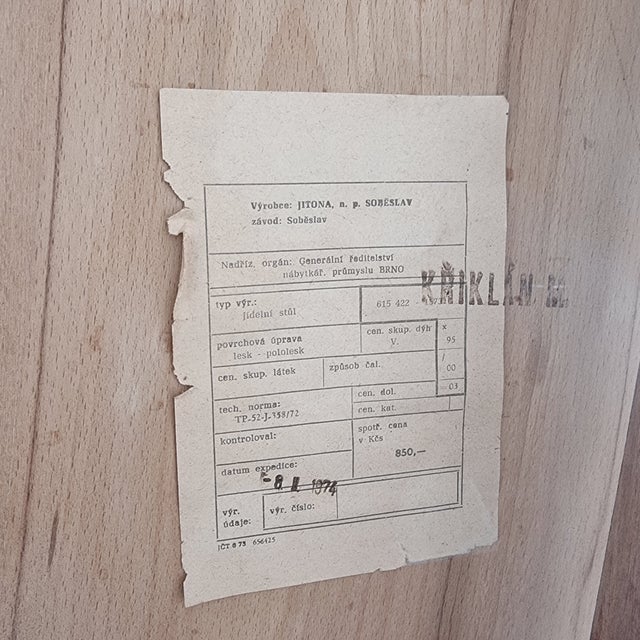 Výrobce: JITONA, n. p. SOBĚSLAV
závod: Soběslav
Nadříz. orgán: Generální ředitelství
nábytkář. průmyslu BRNO
KŘIKLÁN
typ výr.:
jídelní stůl
615 422 -
povrchová úprava
lesk - pololesk
cen. skup. dýh
V.
x
95
/
00
- 03
cen. skup. látek
způsob čal.
tech. norma:
TP-52-J-358/72
cen. dol.
cen. kat.
kontroloval:
spotř. cena
v Kčs
850,—
datum expedice:
-8. II. 1974
výr.
údaje:
výr. číslo:
JČT 6 73 656425